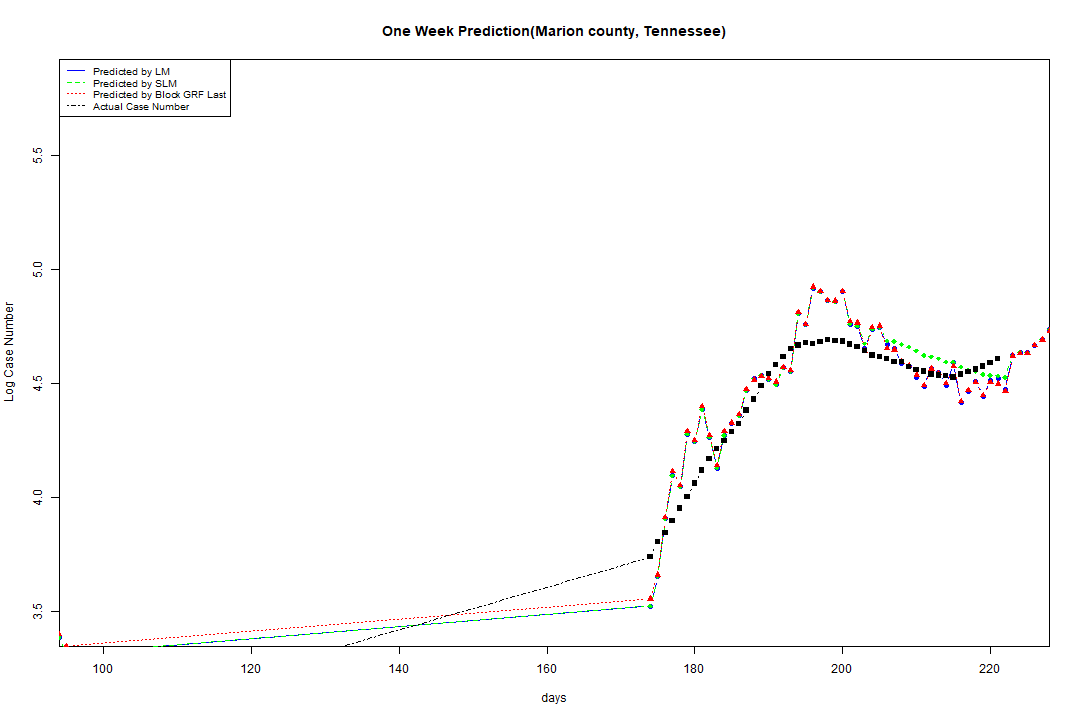 One Week Prediction(Marion county, Tennessee)
Predicted by LM
Predicted by SLM
Predicted by Block GRF Last
Actual Case Number
5.5
5.0
4.5
4.0
3.5
Log Case Number
100 120 140 160 180 200 220
days